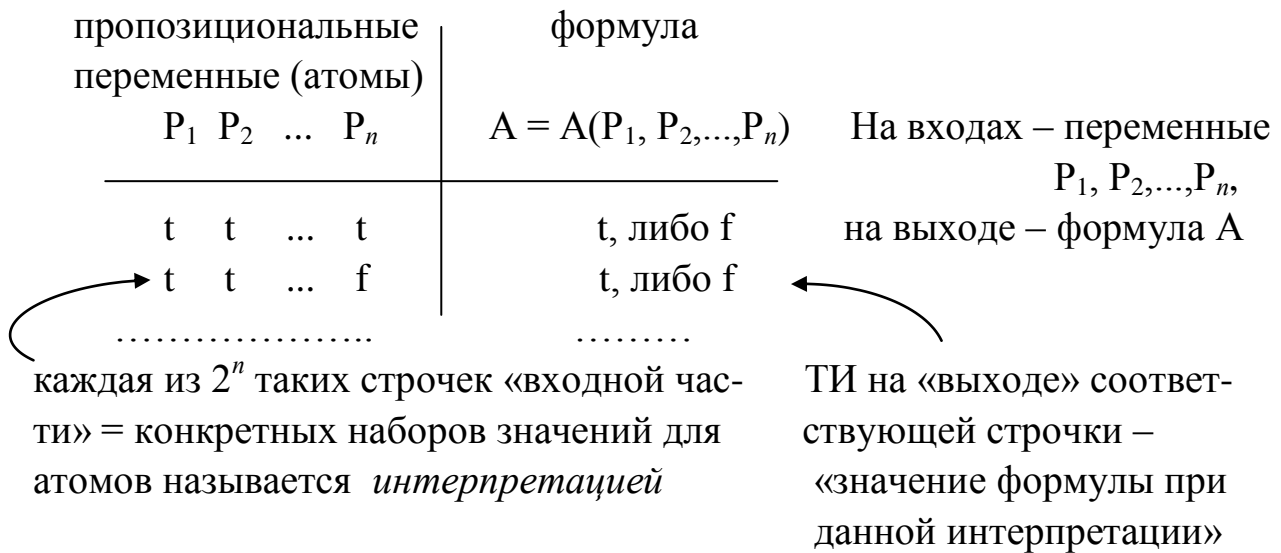 пропозициональные формула
переменные (атомы)
P₁ P₂ ... Pₙ A = A(P₁, P₂,...,Pₙ) На входах – переменные
P₁, P₂,...,Pₙ,
t t ... t t, либо f на выходе – формула А
t t ... f t, либо f
……………….. ………
каждая из 2ⁿ таких строчек «входной час- ТИ на «выходе» соответ-
ти» = конкретных наборов значений для ствующей строчки –
атомов называется интерпретацией «значение формулы при
данной интерпретации»